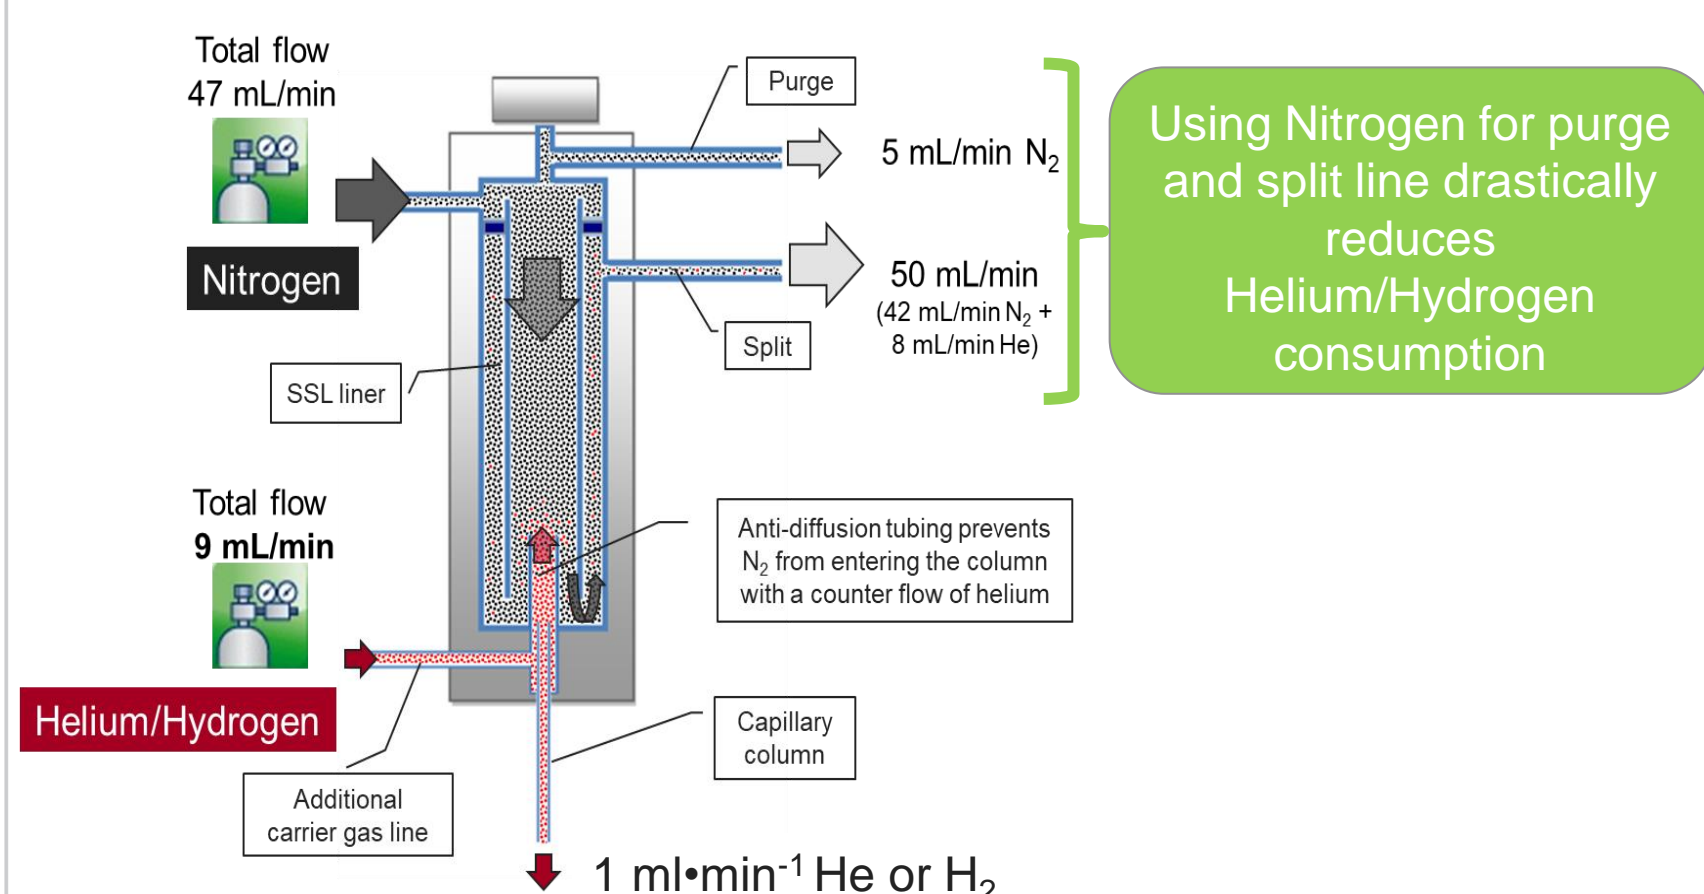 Total flow
47 mL/min
Nitrogen
Purge
5 mL/min N₂
50 mL/min
(42 mL/min N₂ +
8 mL/min He)
Split
SSL liner
Using Nitrogen for purge
and split line drastically
reduces
Helium/Hydrogen
consumption
Total flow
9 mL/min
Helium/Hydrogen
Anti-diffusion tubing prevents
N₂ from entering the column
with a counter flow of helium
Capillary
column
Additional
carrier gas line
1 ml•min⁻¹ He or H₂